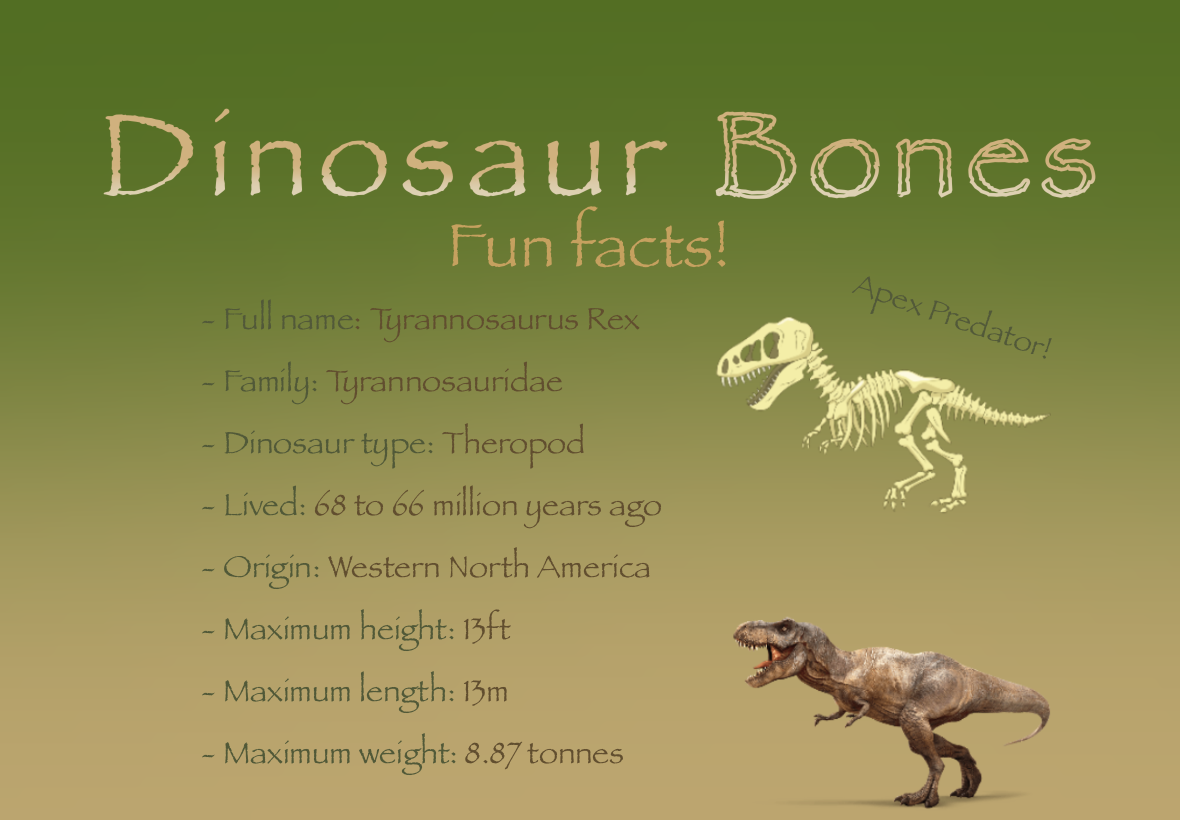 Dinosaur Bones
Fun facts!
Apex Predator!
- Full name: Tyrannosaurus Rex
- Family: Tyrannosauridae
- Dinosaur type: Theropod
- Lived: 68 to 66 million years ago
- Origin: Western North America
- Maximum height: 13ft
- Maximum length: 13m
- Maximum weight: 8.87 tonnes